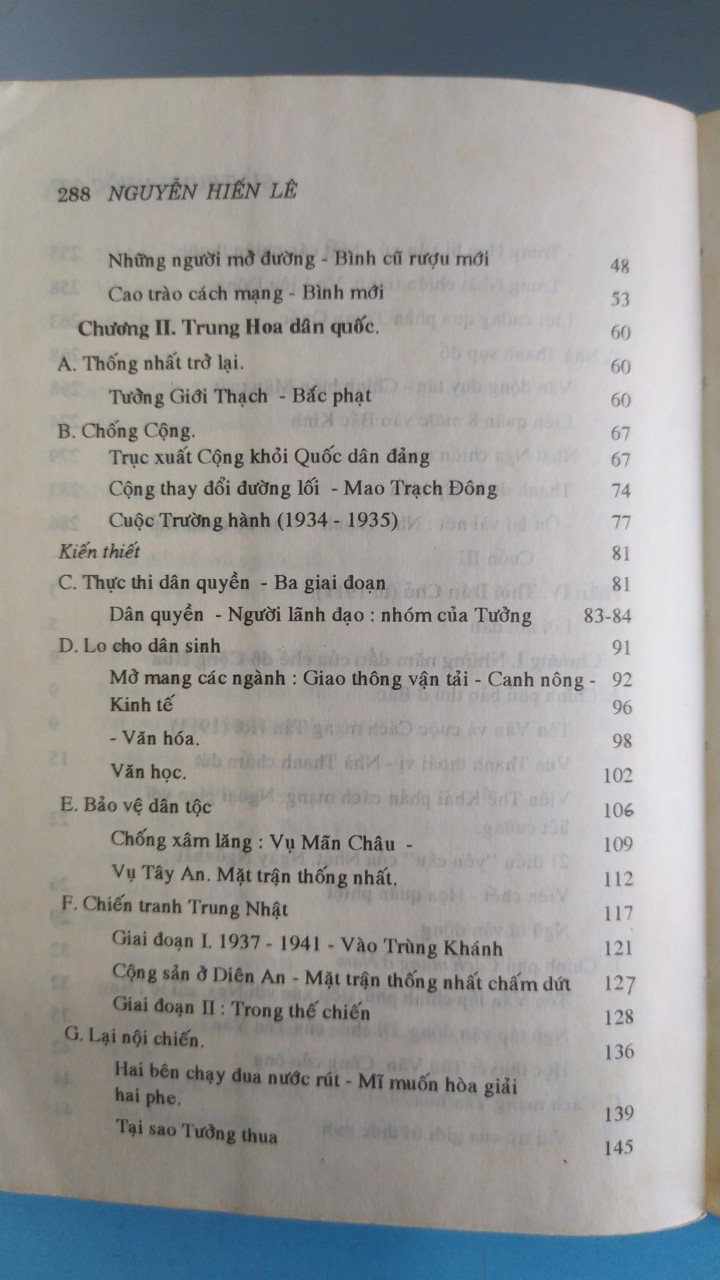 288 NGUYỄN HIẾN LÊ
Những người mở đường - Bình cũ rượu mới 48
Cao trào cách mạng - Bình mới 53
Chương II. Trung Hoa dân quốc. 60
A. Thống nhất trở lại. 60
Tưởng Giới Thạch - Bắc phạt 60
B. Chống Cộng. 67
Trục xuất Cộng khỏi Quốc dân đảng 67
Cộng thay đổi đường lối - Mao Trạch Đông 74
Cuộc Trường hành (1934 - 1935) 77
Kiến thiết 81
C. Thực thi dân quyền - Ba giai đoạn 81
Dân quyền - Người lãnh đạo : nhóm của Tưởng 83-84
D. Lo cho dân sinh 91
Mở mang các ngành : Giao thông vận tải - Canh nông - 92
Kinh tế 96
- Văn hóa. 98
Văn học. 102
E. Bảo vệ dân tộc 106
Chống xâm lăng : Vụ Mãn Châu - 109
Vụ Tây An. Mặt trận thống nhất. 112
F. Chiến tranh Trung Nhật 117
Giai đoạn I. 1937 - 1941 - Vào Trùng Khánh 121
Cộng sản ở Diên An - Mặt trận thống nhất chấm dứt 127
Giai đoạn II : Trong thế chiến 128
G. Lại nội chiến. 136
Hai bên chạy đua nước rút - Mĩ muốn hòa giải
hai phe. 139
Tại sao Tưởng thua 145